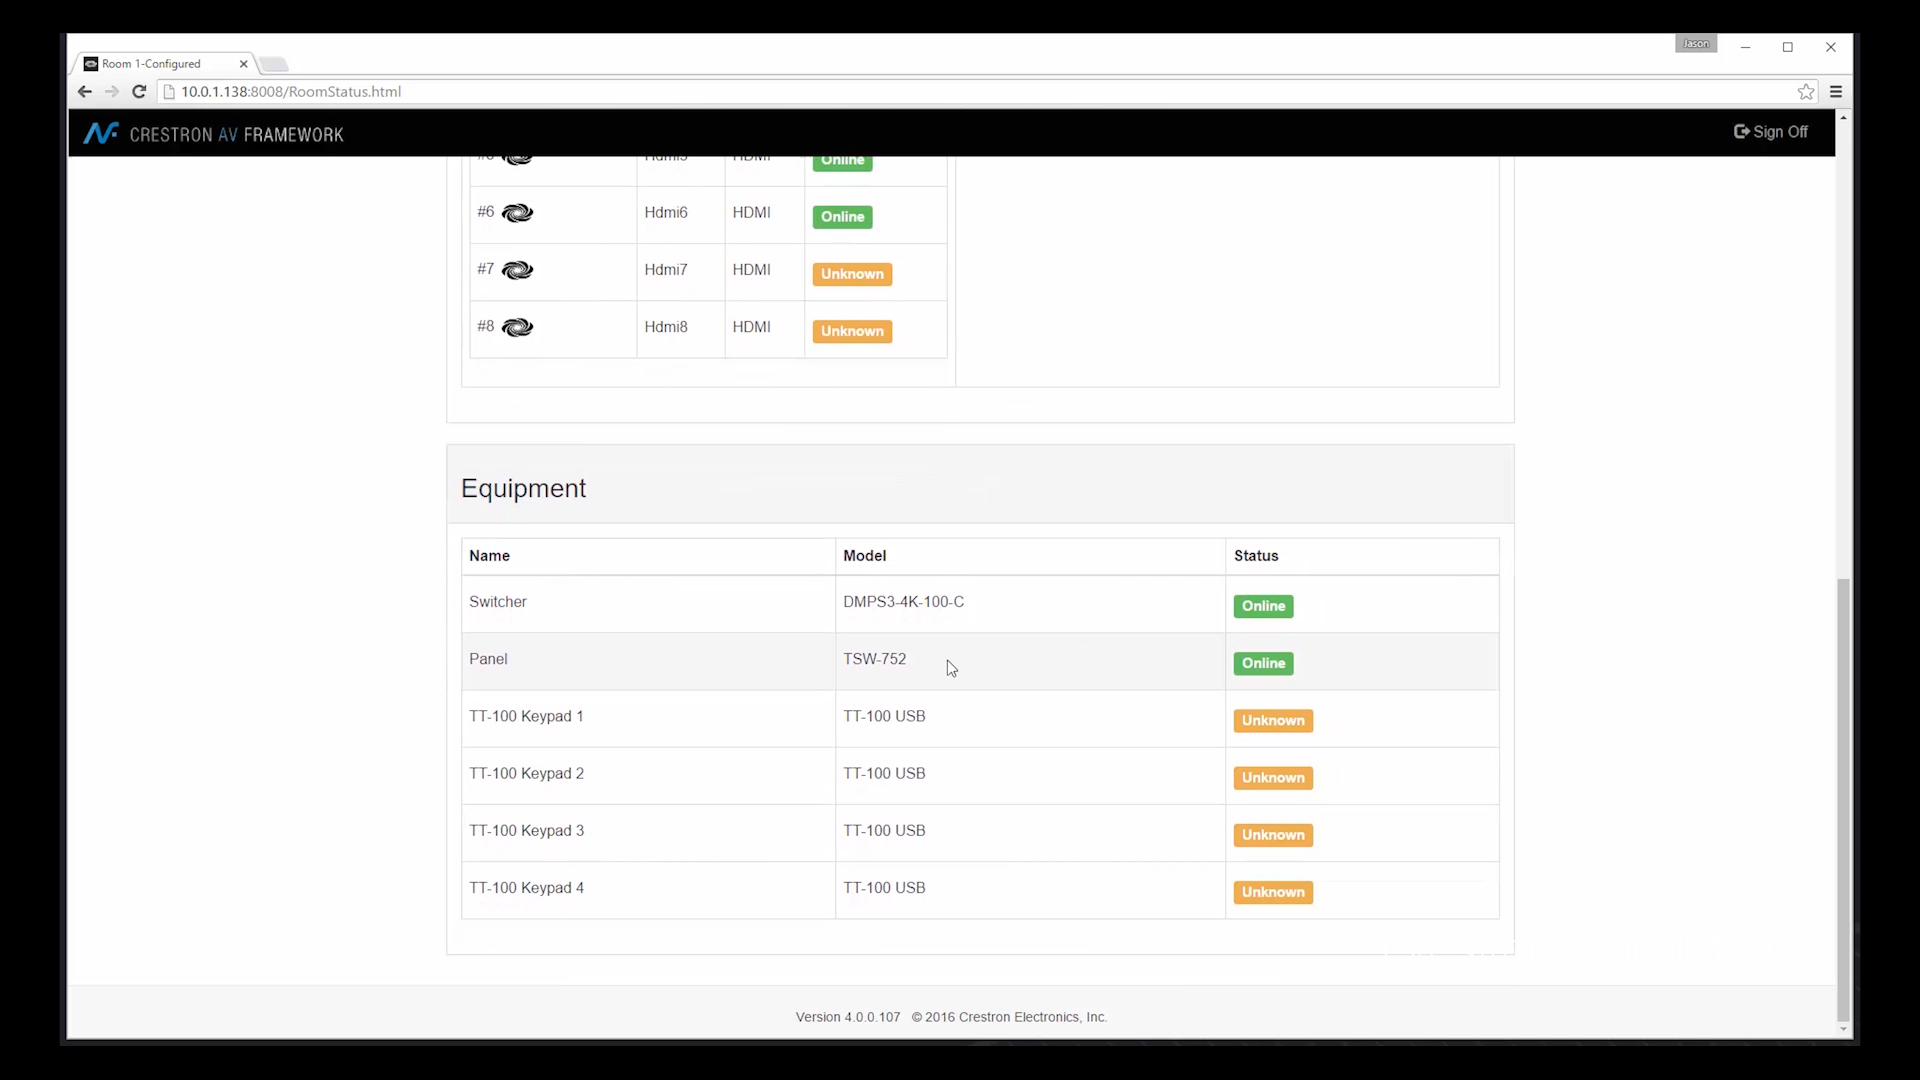 Jason
Room 1-Configured
10.0.1.138:8008/RoomStatus.html
CRESTRON AV FRAMEWORK
Sign Off
Online
#6 Hdmi6 HDMI Online
#7 Hdmi7 HDMI Unknown
#8 Hdmi8 HDMI Unknown
Equipment
Name Model Status
Switcher DMPS3-4K-100-C Online
Panel TSW-752 Online
TT-100 Keypad 1 TT-100 USB Unknown
TT-100 Keypad 2 TT-100 USB Unknown
TT-100 Keypad 3 TT-100 USB Unknown
TT-100 Keypad 4 TT-100 USB Unknown
Version 4.0.0.107 © 2016 Crestron Electronics, Inc.